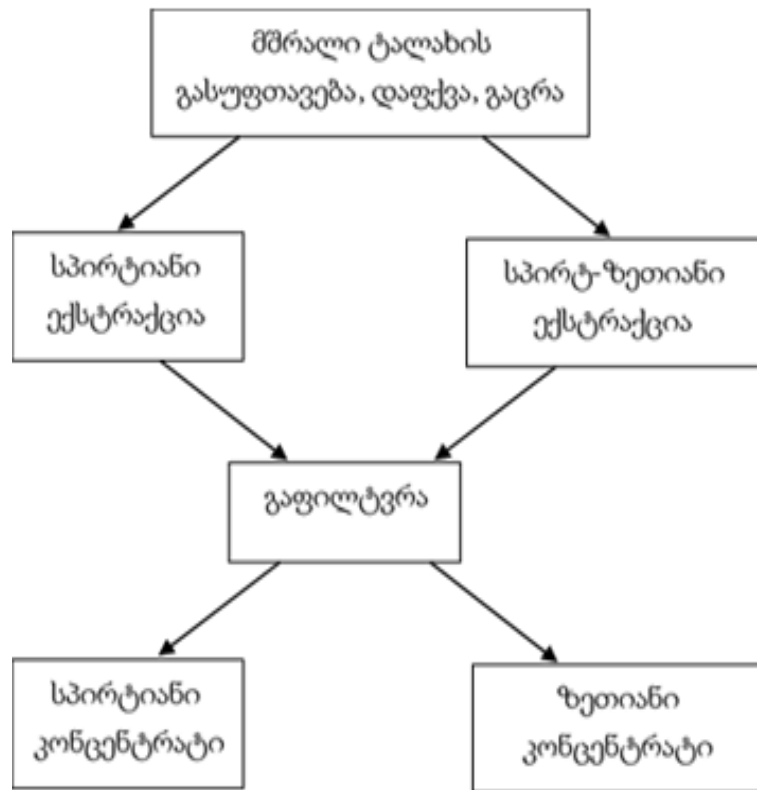 მშრალი ტალახის
გასუფთავება, დაფქვა, გაცრა
სპირტიანი
ექსტრაქცია
სპირტ-ზეთიანი
ექსტრაქცია
გაფილტვრა
სპირტიანი
კონცენტრატი
ზეთიანი
კონცენტრატი